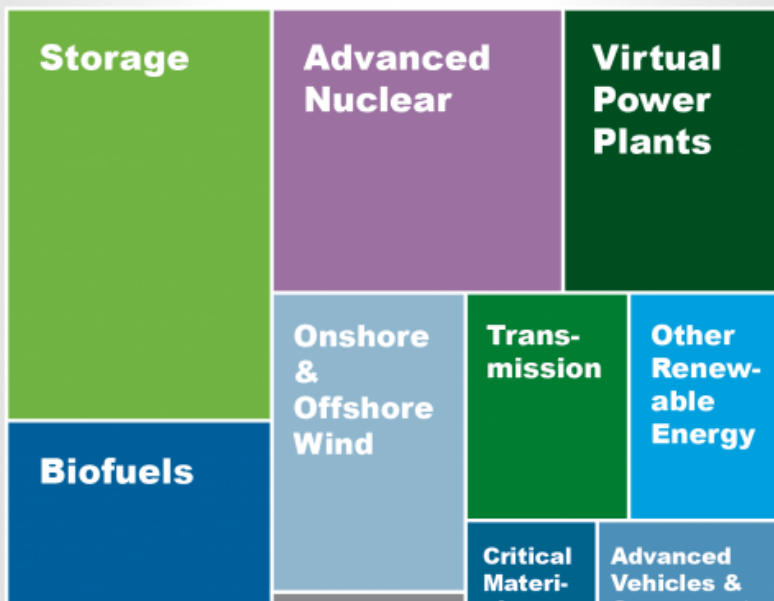 Storage
Advanced
Nuclear
Virtual
Power
Plants
Onshore
&
Offshore
Wind
Trans-
mission
Other
Renew-
able
Energy
Biofuels
Critical
Materi-
Advanced
Vehicles &